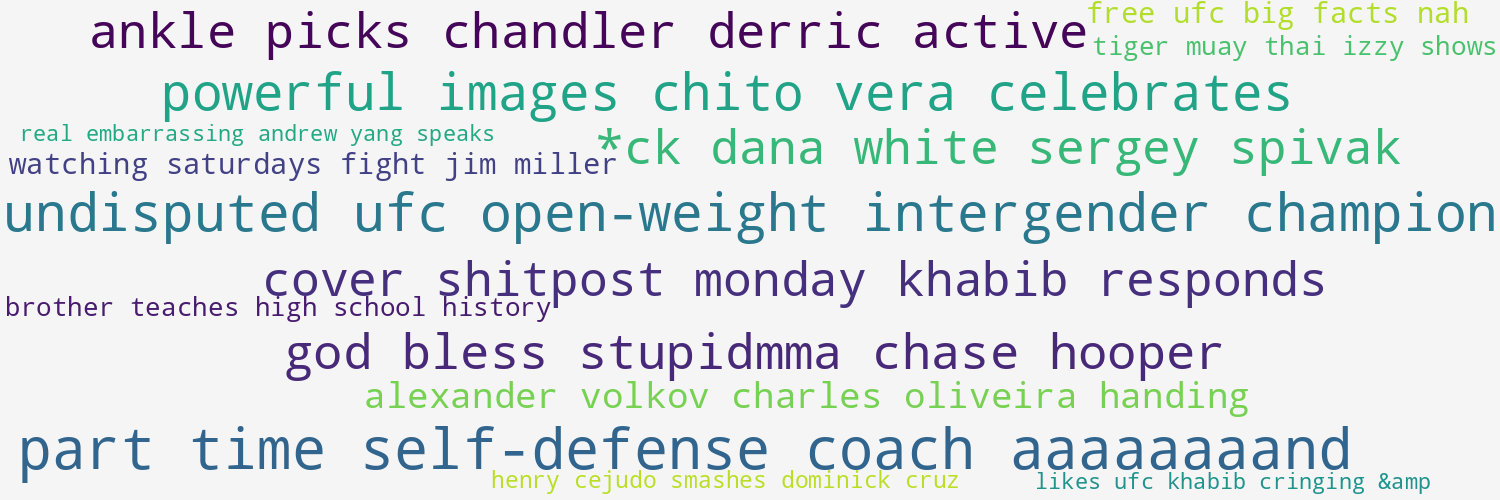 ankle picks chandler derric active
free ufc big facts nah
tiger muay thai izzy shows
powerful images chito vera celebrates
real embarrassing andrew yang speaks
*ck dana white sergey spivak
watching saturdays fight jim miller
undisputed ufc open-weight intergender champion
cover shitpost monday khabib responds
brother teaches high school history
god bless stupidmma chase hooper
alexander volkov charles oliveira handing
part time self-defense coach aaaaaaaaand
henry cejudo smashes dominick cruz
likes ufc khabib cringing &amp